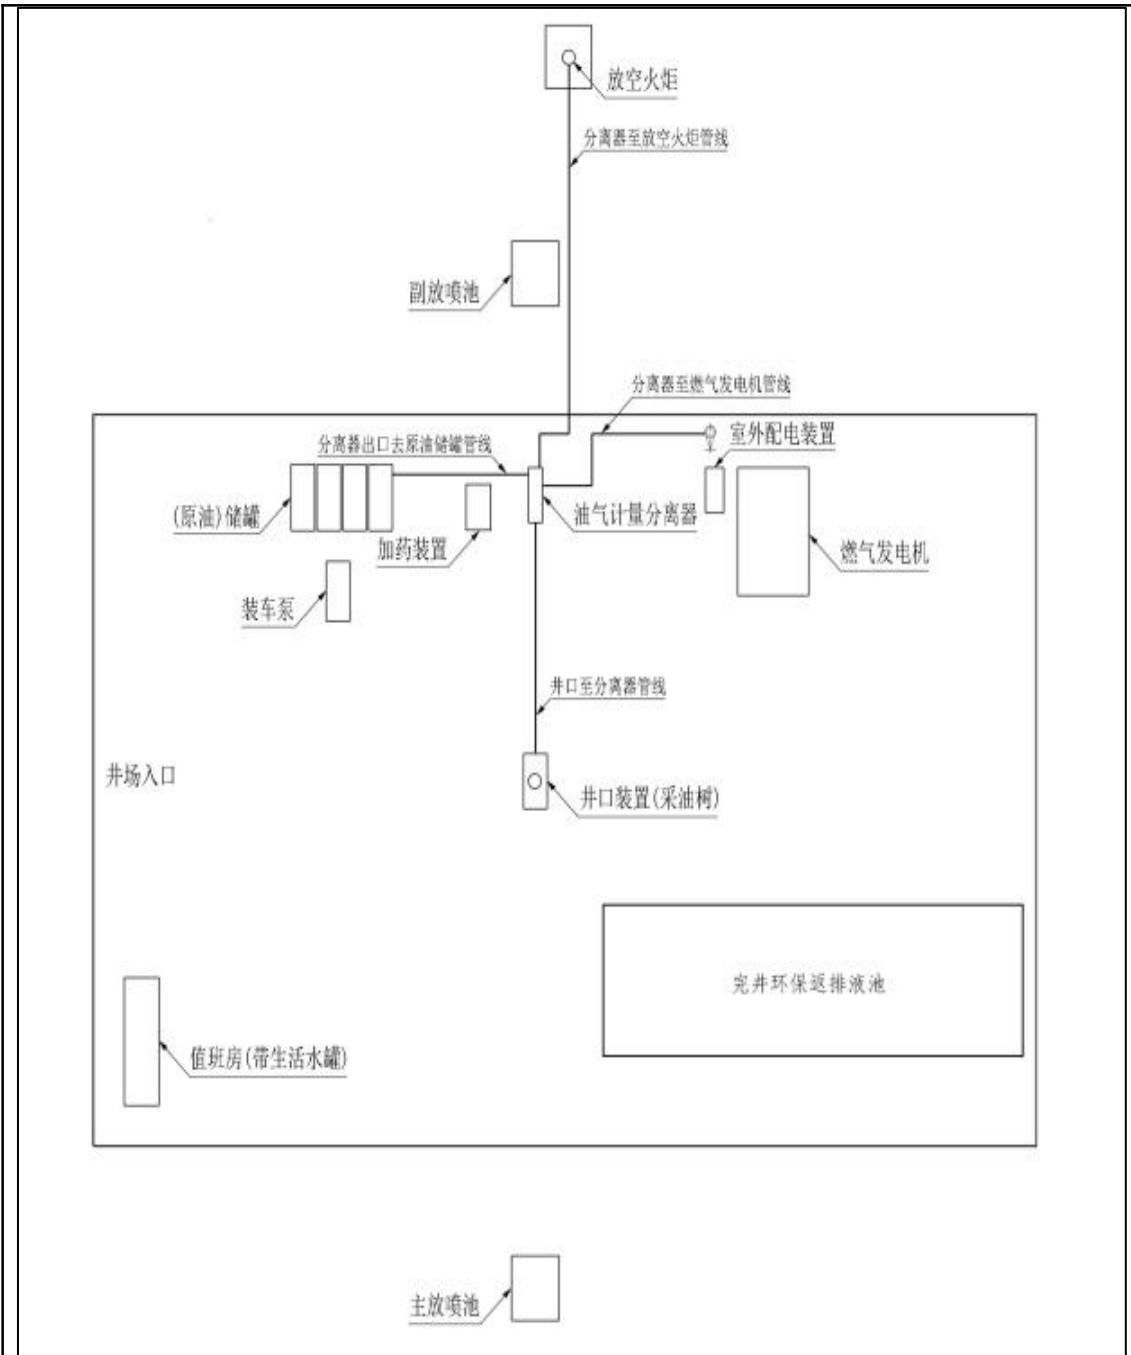 放空火炬
分离器至放空火炬管线
副放喷池
分离器至燃气发电机管线
室外配电装置
分离器出口去原油储罐管线
(原油)储罐
油气计量分离器
加药装置
燃气发电机
装车泵
井口至分离器管线
井场入口
井口装置(采油树)
完井环保返排液池
值班房(带生活水罐)
主放喷池